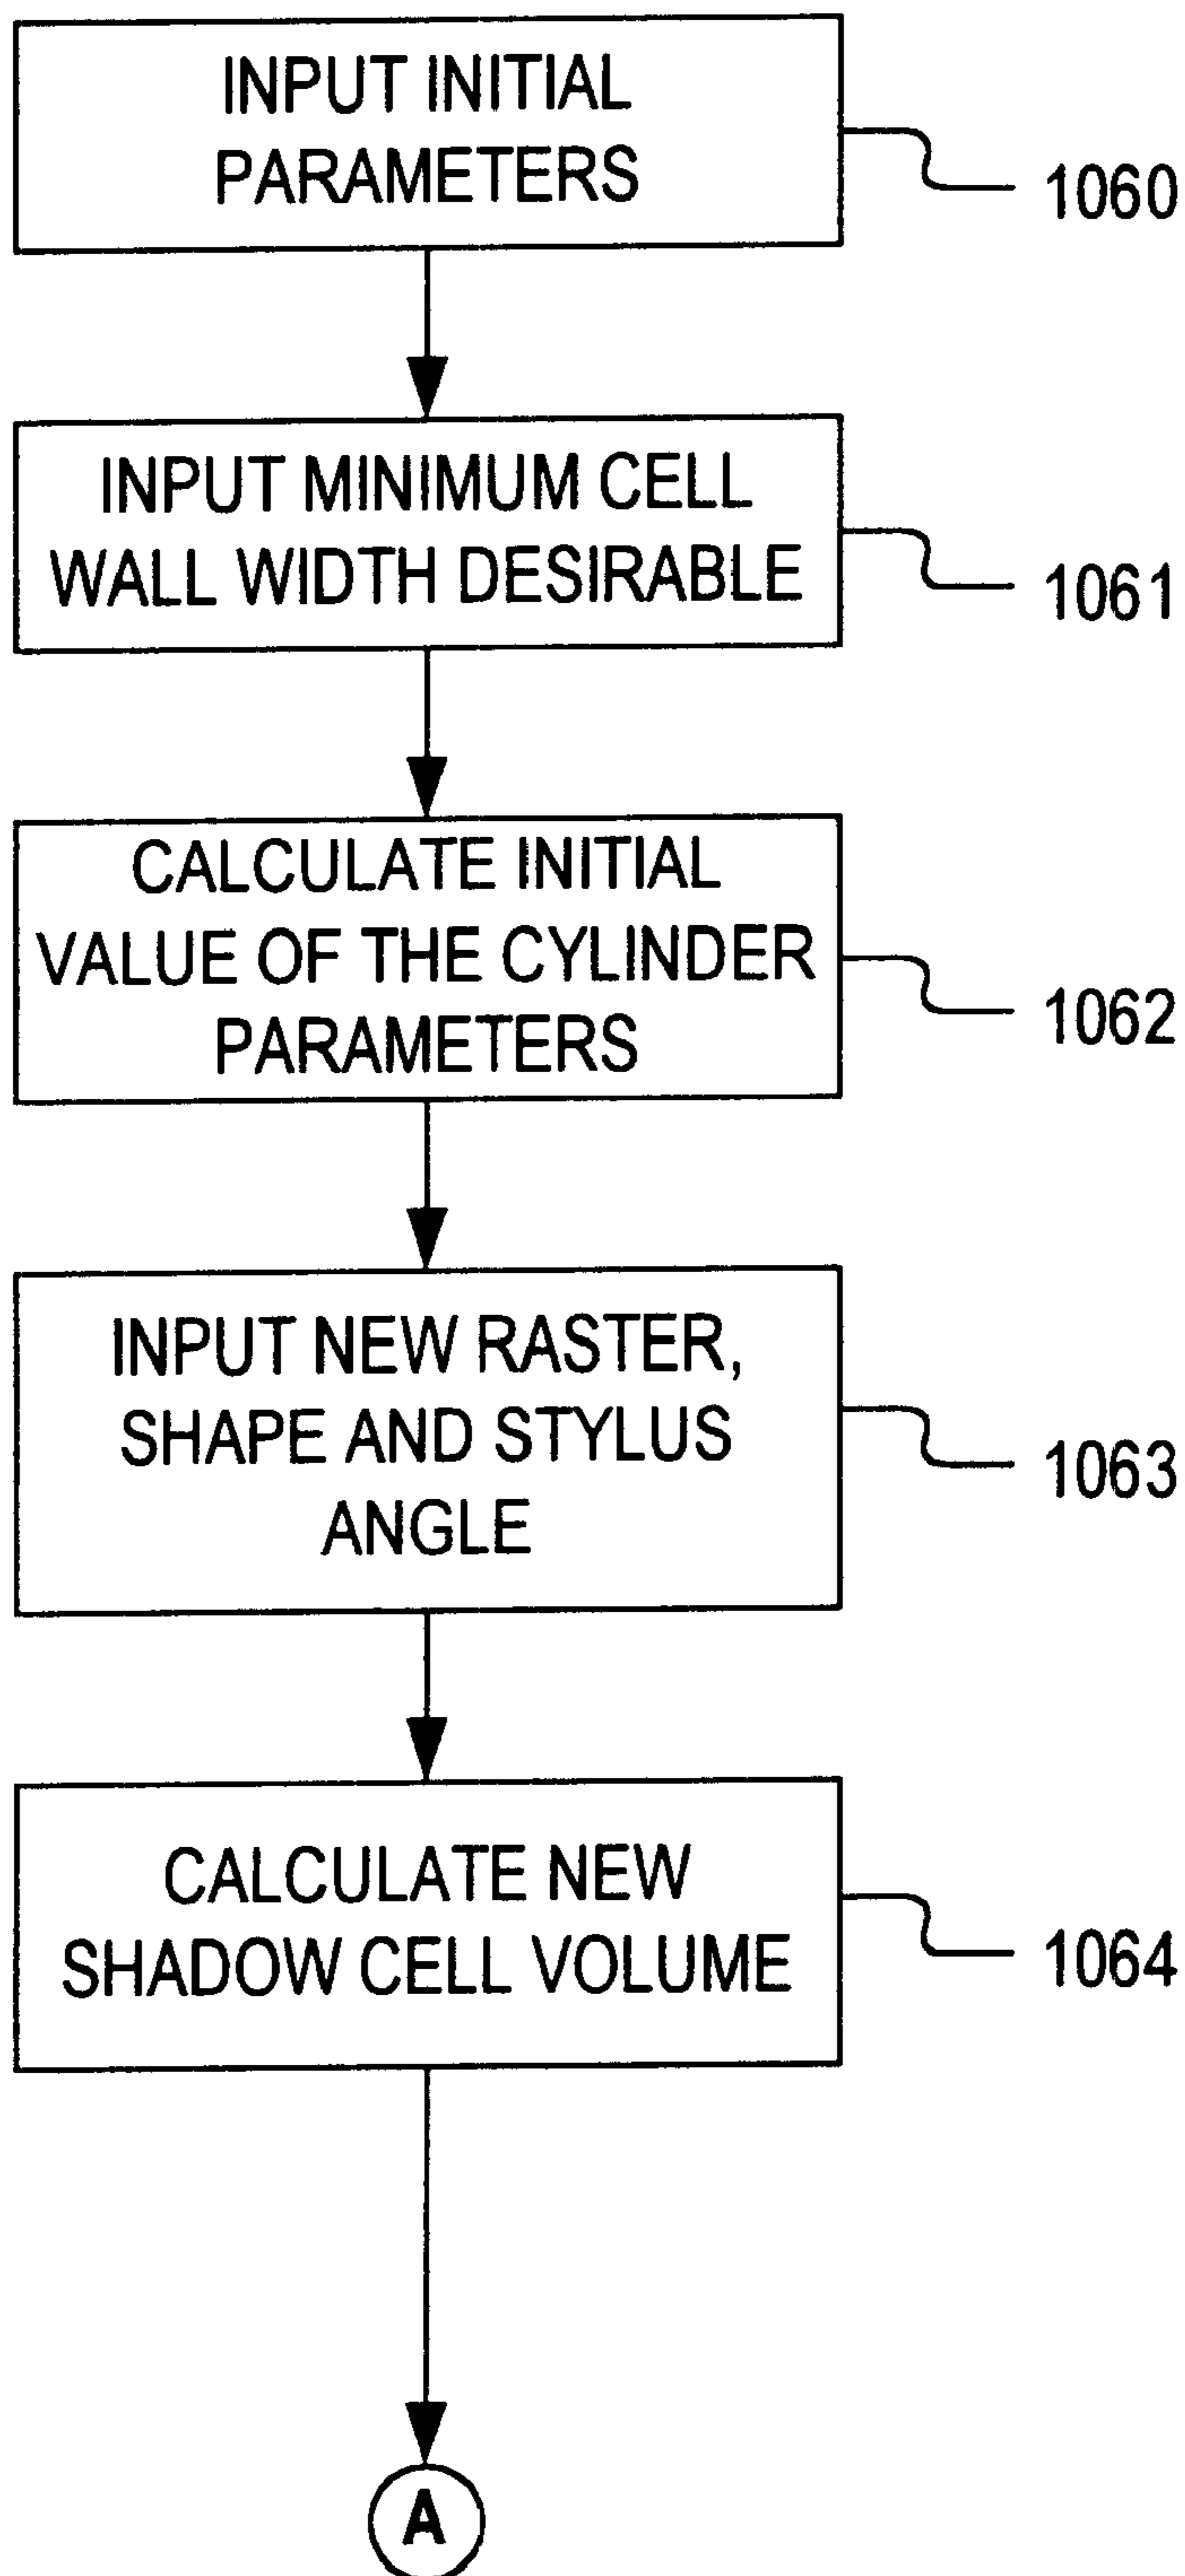 INPUT INITIAL
PARAMETERS
1060
INPUT MINIMUM CELL
WALL WIDTH DESIRABLE
1061
CALCULATE INITIAL
VALUE OF THE CYLINDER
PARAMETERS
1062
INPUT NEW RASTER,
SHAPE AND STYLUS
ANGLE
1063
CALCULATE NEW
SHADOW CELL VOLUME
1064
A